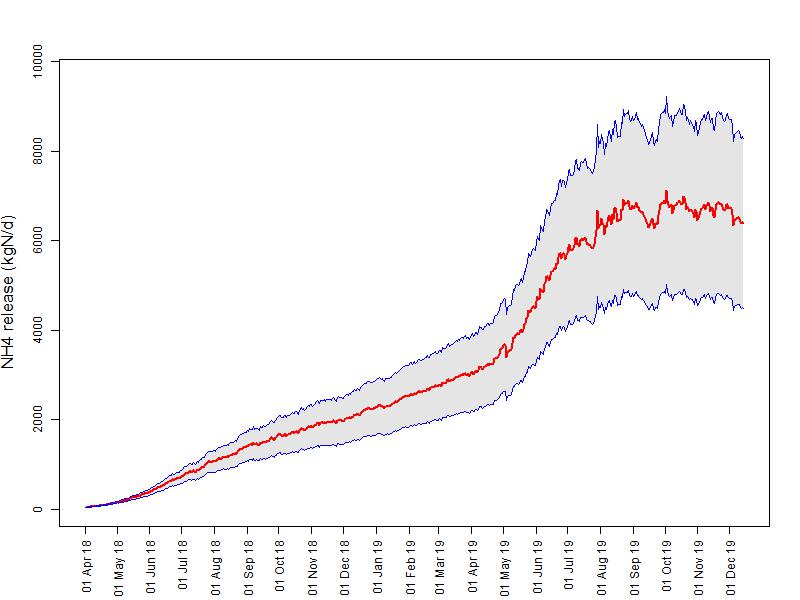 NH4 release (kgN/d)
10000
8000
6000
4000
2000
0
01 Apr 18
01 May 18
01 Jun 18
01 Jul 18
01 Aug 18
01 Sep 18
01 Oct 18
01 Nov 18
01 Dec 18
01 Jan 19
01 Feb 19
01 Mar 19
01 Apr 19
01 May 19
01 Jun 19
01 Jul 19
01 Aug 19
01 Sep 19
01 Oct 19
01 Nov 19
01 Dec 19